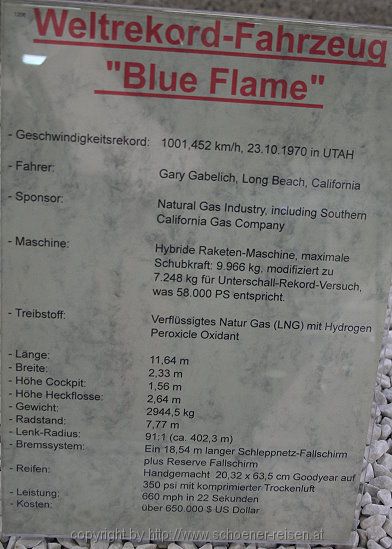 Weltrekord-Fahrzeug
"Blue Flame"
- Geschwindigkeitsrekord: 1001,452 km/h, 23.10.1970 in UTAH
- Fahrer: Gary Gabelich, Long Beach, California
- Sponsor: Natural Gas Industry, including Southern
California Gas Company
- Maschine: Hybride Raketen-Maschine, maximale
Schubkraft: 9.966 kg, modifiziert zu
7.248 kg für Unterschall-Rekord-Versuch,
was 58.000 PS entspricht.
- Treibstoff: Verflüssigtes Natur Gas (LNG) mit Hydrogen
Peroxicle Oxidant
- Länge: 11,64 m
- Breite: 2,33 m
- Höhe Cockpit: 1,56 m
- Höhe Heckflosse: 2,64 m
- Gewicht: 2944,5 kg
- Radstand: 7,77 m
- Lenk-Radius: 91:1 (ca. 402,3 m)
- Bremssystem: Ein 18,54 m langer Schleppnetz-Fallschirm
plus Reserve Fallschirm
- Reifen: Handgemacht 20,32 x 63,5 cm Goodyear auf
350 psi mit komprimierter Trockenluft
- Leistung: 660 mph in 22 Sekunden
- Kosten: über 650.000 $ US Dollar
copyright by http://www.schoener-reisen.at